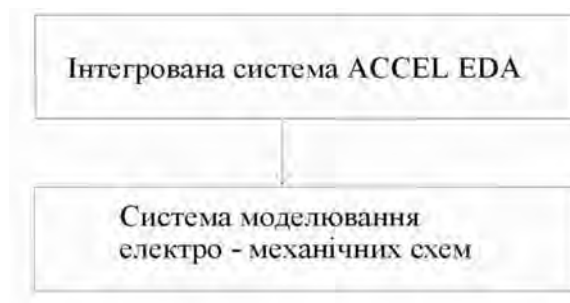 Інтегрована система ACCEL EDA
Система моделювання
електро - механічних схем